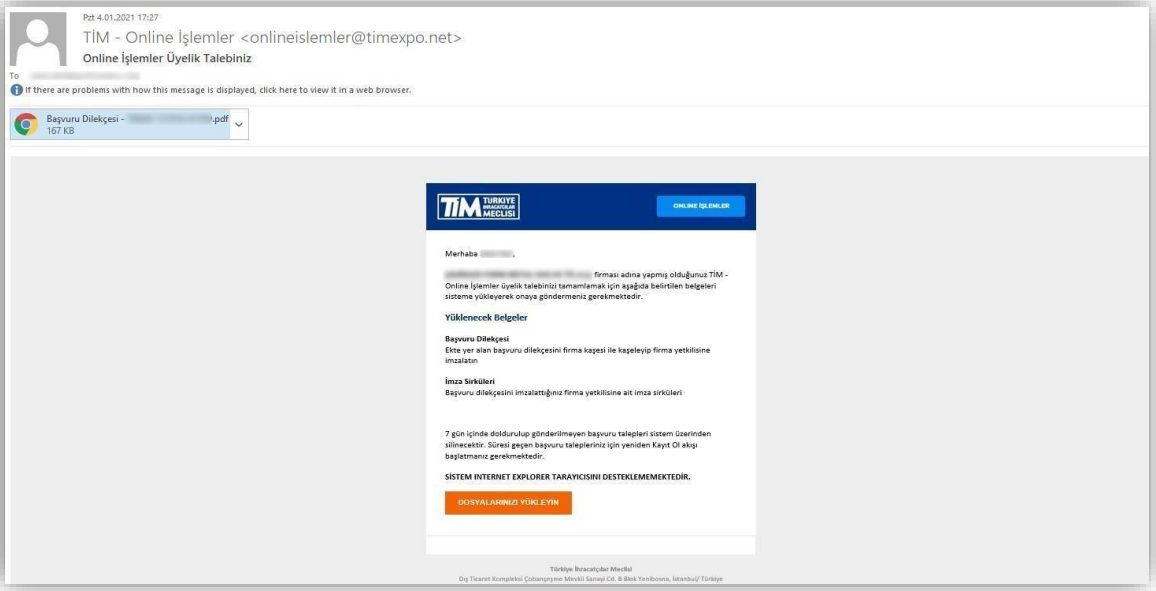 Pzt 4.01.2021 17:27
TİM - Online İşlemler <onlineislemler@timexpo.net>
Online İşlemler Üyelik Talebiniz
To
If there are problems with how this message is displayed, click here to view it in a web browser.
Başvuru Dilekçesi - .pdf
167 KB
TİM TÜRKİYE İHRACATÇILAR MECLİSİ
ONLINE İŞLEMLER
Merhaba ,
firması adına yapmış olduğunuz TİM -
Online İşlemler üyelik talebinizi tamamlamak için aşağıda belirtilen belgeleri
sisteme yükleyerek onaya göndermeniz gerekmektedir.
Yüklenecek Belgeler
Başvuru Dilekçesi
Ekte yer alan başvuru dilekçesini firma kaşesi ile kaşeleyip firma yetkilisine
imzalatın
İmza Sirküleri
Başvuru dilekçesini imzalattığınız firma yetkilisine ait imza sirküleri
7 gün içinde doldurulup gönderilmeyen başvuru talepleri sistem üzerinden
silinecektir. Süresi geçen başvuru talepleriniz için yeniden Kayıt Ol akışı
başlatmanız gerekmektedir.
SİSTEM INTERNET EXPLORER TARAYICISINI DESTEKLEMEMEKTEDİR.
DOSYALARINIZI YÜKLEYİN
Türkiye İhracatçılar Meclisi
Dış Ticaret Kompleksi Çobançeşme Mevkii Sanayi Cd. B Blok Yenibosna, İstanbul/ Türkiye